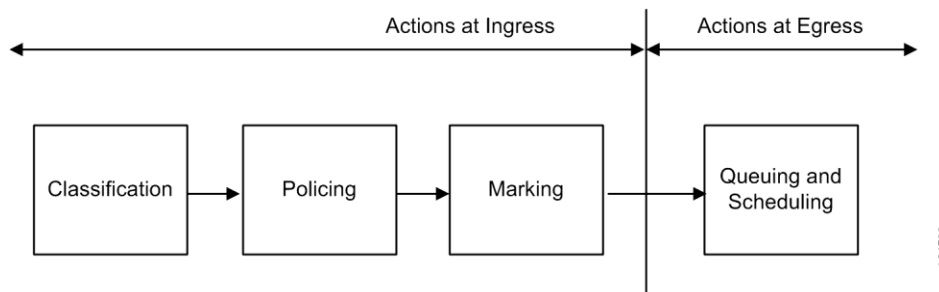 Actions at Ingress
Actions at Egress
Classification
Policing
Marking
Queuing and
Scheduling